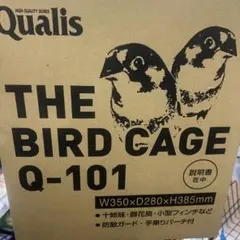 HIGH-QUALITY SERIES
Qualis
THE
BIRD CAGE
Q-101
説明書
在中
W350×D280×H385mm
・十姉妹・錦花鳥・小型フィンチなど
・防散ガード・手乗りパーチ付